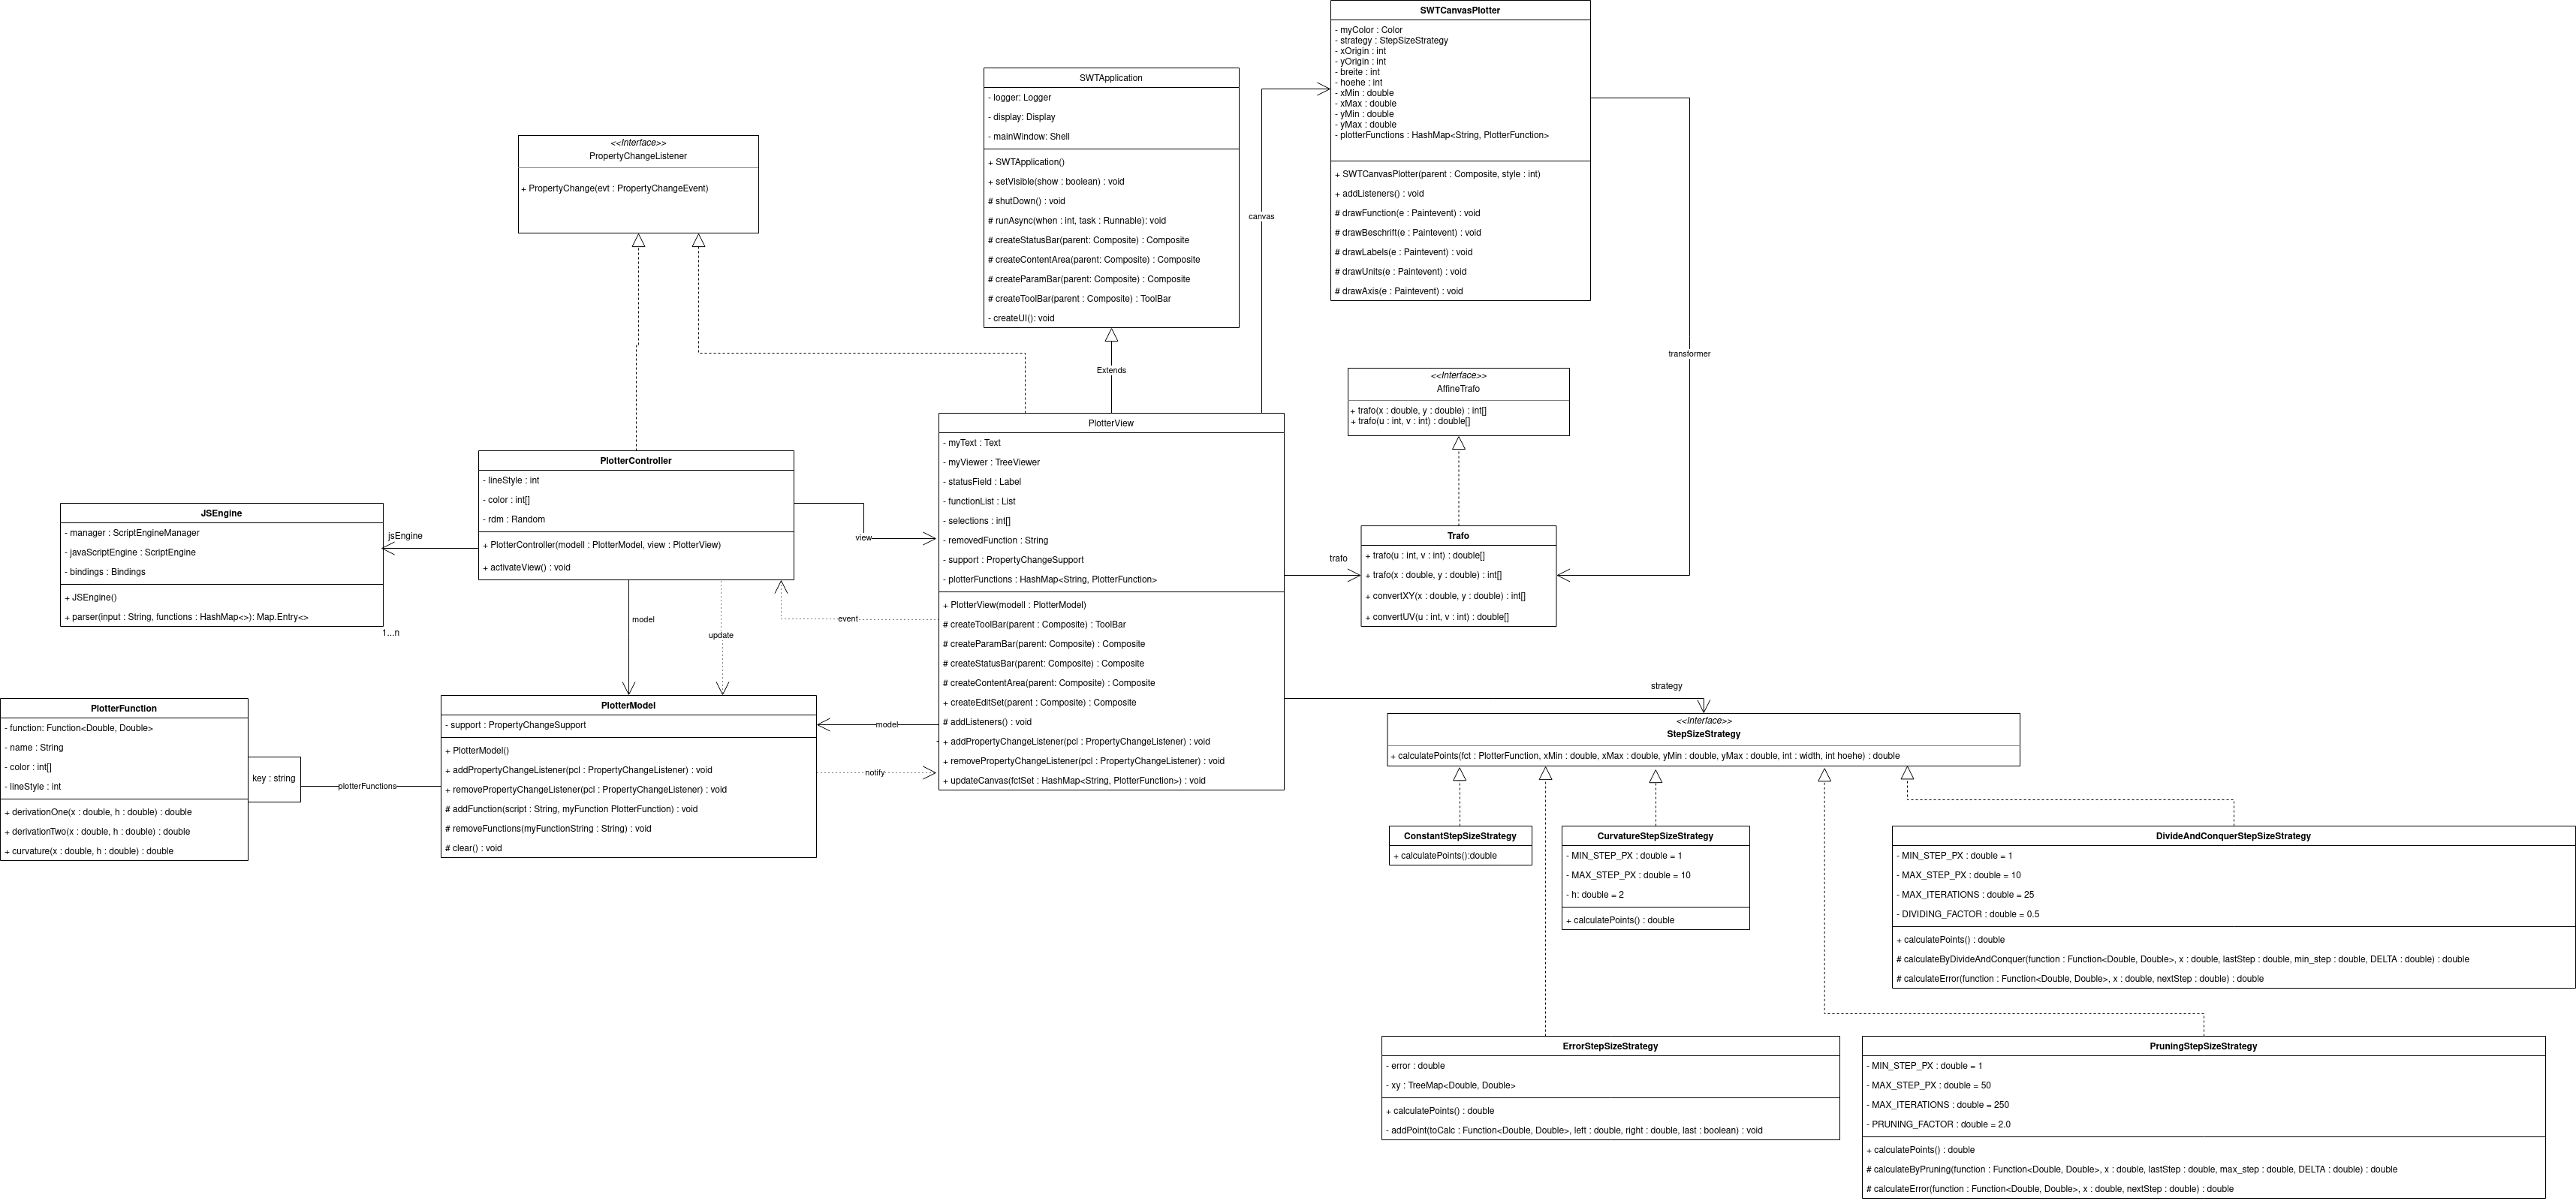 SWTCanvasPlotter
- myColor : Color
- strategy : StepSizeStrategy
- xOrigin : int
- yOrigin : int
- breite : int
- hoehe : int
- xMin : double
- xMax : double
- yMin : double
- yMax : double
- plotterFunctions : HashMap<String, PlotterFunction>
+ SWTCanvasPlotter(parent : Composite, style : int)
+ addListeners() : void
# drawFunction(e : Paintevent) : void
# drawBeschrift(e : Paintevent) : void
# drawLabels(e : Paintevent) : void
# drawUnits(e : Paintevent) : void
# drawAxis(e : Paintevent) : void
SWTApplication
- logger: Logger
- display: Display
- mainWindow: Shell
+ SWTApplication()
+ setVisible(show : boolean) : void
# shutDown() : void
# runAsync(when : int, task : Runnable): void
# createStatusBar(parent: Composite) : Composite
# createContentArea(parent: Composite) : Composite
# createParamBar(parent: Composite) : Composite
# createToolBar(parent : Composite) : ToolBar
- createUI(): void
<<Interface>>
PropertyChangeListener
+ PropertyChange(evt : PropertyChangeEvent)
canvas
transformer
Extends
<<Interface>>
AffineTrafo
+ trafo(x : double, y : double) : int[]
+ trafo(u : int, v : int) : double[]
PlotterView
- myText : Text
- myViewer : TreeViewer
- statusField : Label
- functionList : List
- selections : int[]
- removedFunction : String
- support : PropertyChangeSupport
- plotterFunctions : HashMap<String, PlotterFunction>
+ PlotterView(modell : PlotterModel)
# createToolBar(parent : Composite) : ToolBar
# createParamBar(parent: Composite) : Composite
# createStatusBar(parent: Composite) : Composite
# createContentArea(parent: Composite) : Composite
+ createEditSet(parent : Composite) : Composite
# addListeners() : void
+ addPropertyChangeListener(pcl : PropertyChangeListener) : void
+ removePropertyChangeListener(pcl : PropertyChangeListener) : void
+ updateCanvas(fctSet : HashMap<String, PlotterFunction>) : void
PlotterController
- lineStyle : int
- color : int[]
- rdm : Random
+ PlotterController(modell : PlotterModel, view : PlotterView)
+ activateView() : void
view
JSEngine
- manager : ScriptEngineManager
- javaScriptEngine : ScriptEngine
- bindings : Bindings
+ JSEngine()
+ parser(input : String, functions : HashMap<>): Map.Entry<>
jsEngine
1...n
trafo
Trafo
+ trafo(u : int, v : int) : double[]
+ trafo(x : double, y : double) : int[]
+ convertXY(x : double, y : double) : int[]
+ convertUV(u : int, v : int) : double[]
model
update
event
model
notify
PlotterFunction
- function: Function<Double, Double>
- name : String
- color : int[]
- lineStyle : int
+ derivationOne(x : double, h : double) : double
+ derivationTwo(x : double, h : double) : double
+ curvature(x : double, h : double) : double
key : string
plotterFunctions
PlotterModel
- support : PropertyChangeSupport
+ PlotterModel()
+ addPropertyChangeListener(pcl : PropertyChangeListener) : void
+ removePropertyChangeListener(pcl : PropertyChangeListener) : void
# addFunction(script : String, myFunction PlotterFunction) : void
# removeFunctions(myFunctionString : String) : void
# clear() : void
strategy
<<Interface>>
StepSizeStrategy
+ calculatePoints(fct : PlotterFunction, xMin : double, xMax : double, yMin : double, yMax : double, int : width, int hoehe) : double
ConstantStepSizeStrategy
+ calculatePoints():double
CurvatureStepSizeStrategy
- MIN_STEP_PX : double = 1
- MAX_STEP_PX : double = 10
- h: double = 2
+ calculatePoints() : double
DivideAndConquerStepSizeStrategy
- MIN_STEP_PX : double = 1
- MAX_STEP_PX : double = 10
- MAX_ITERATIONS : double = 25
- DIVIDING_FACTOR : double = 0.5
+ calculatePoints() : double
# calculateByDivideAndConquer(function : Function<Double, Double>, x : double, lastStep : double, min_step : double, DELTA : double) : double
# calculateError(function : Function<Double, Double>, x : double, nextStep : double) : double
ErrorStepSizeStrategy
- error : double
- xy : TreeMap<Double, Double>
+ calculatePoints() : double
- addPoint(toCalc : Function<Double, Double>, left : double, right : double, last : boolean) : void
PruningStepSizeStrategy
- MIN_STEP_PX : double = 1
- MAX_STEP_PX : double = 50
- MAX_ITERATIONS : double = 250
- PRUNING_FACTOR : double = 2.0
+ calculatePoints() : double
# calculateByPruning(function : Function<Double, Double>, x : double, lastStep : double, max_step : double, DELTA : double) : double
# calculateError(function : Function<Double, Double>, x : double, nextStep : double) : double